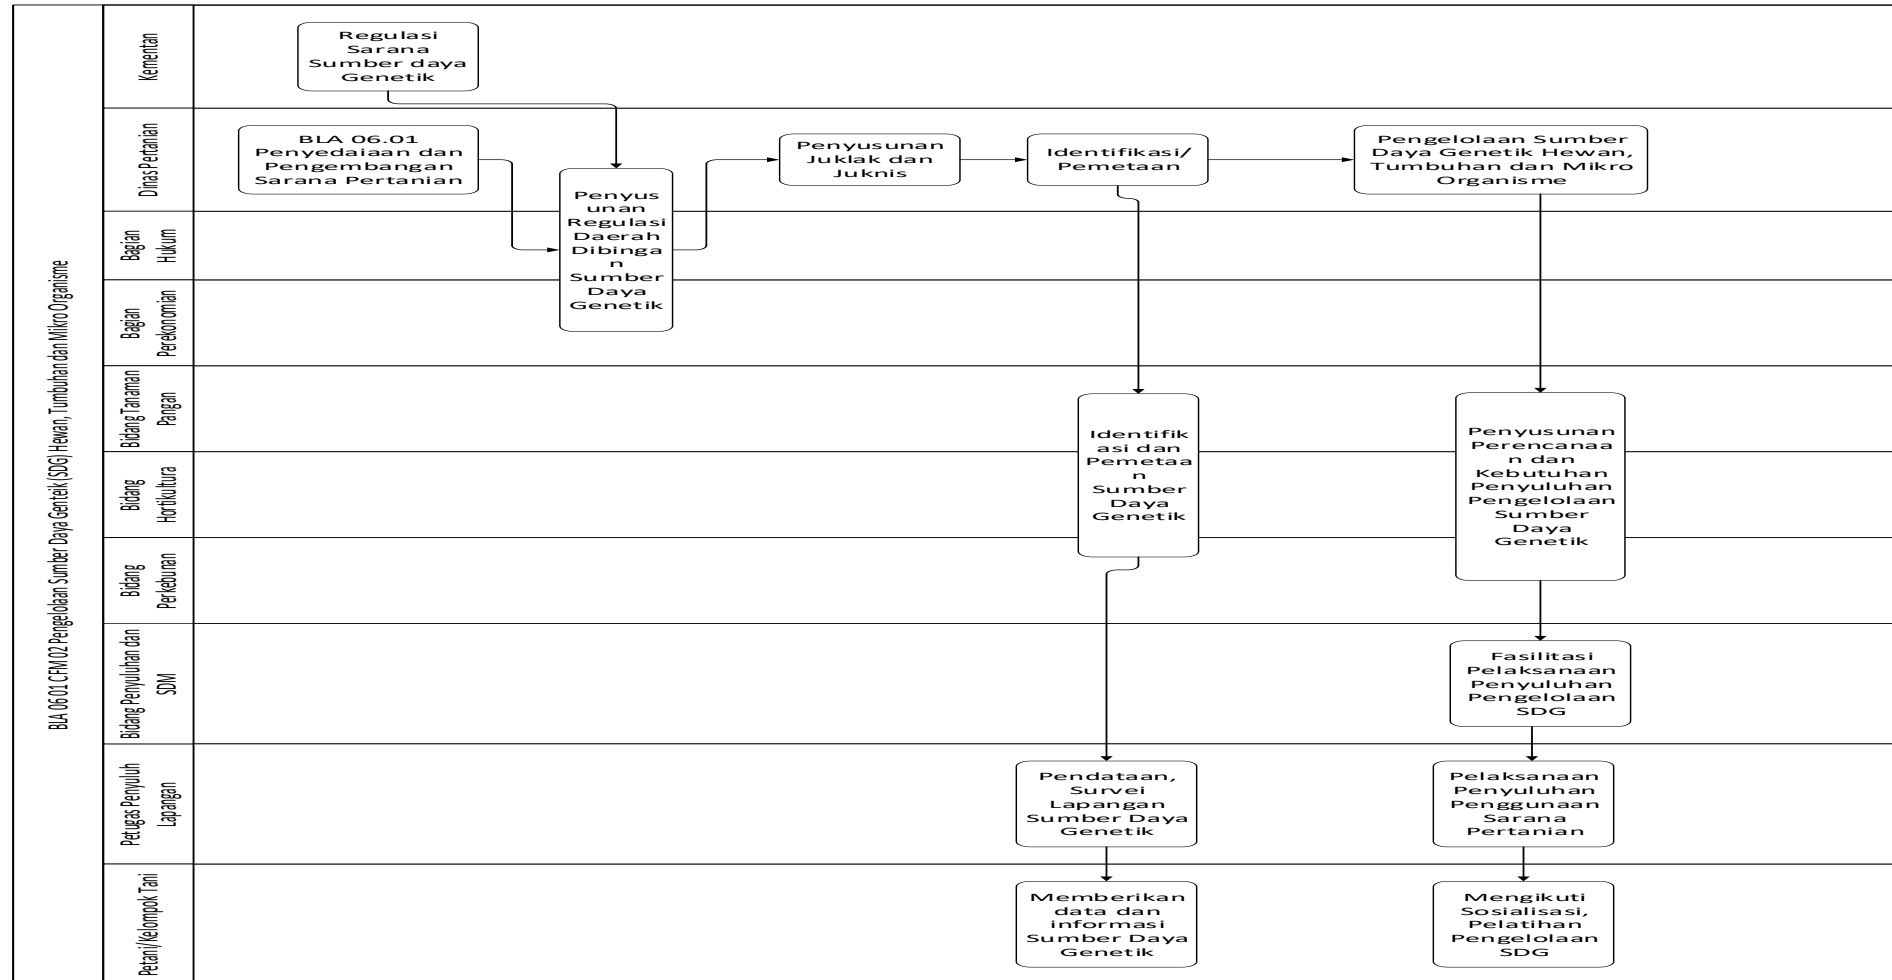 BLA 06.01 CFM 02 Pengelolaan Sumber Daya Genteik (SDG) Hewan, Tumbuhan dan Mikro Organisme
Kementan
Regulasi
Sarana
Sumber daya
Genetik
Dinas Pertanian
BLA 06.01
Penyedaiaan dan
Pengembangan
Sarana Pertanian
Penyus
unan
Regulasi
Daerah
Dibinga
n
Sumber
Daya
Genetik
Penyusunan
Juklak dan
Juknis
Identifikasi/
Pemetaan
Pengelolaan Sumber
Daya Genetik Hewan,
Tumbuhan dan Mikro
Organisme
Bagian
Hukum
Bagian
Perekonomian
Bidang Tanaman
Pangan
Identifik
asi dan
Pemetaa
n
Sumber
Daya
Genetik
Penyusunan
Perencanaa
n dan
Kebutuhan
Penyuluhan
Pengelolaan
Sumber
Daya
Genetik
Bidang
Hortikultura
Bidang
Perkebunan
Bidang Penyuluhan dan
SDM
Fasilitasi
Pelaksanaan
Penyuluhan
Pengelolaan
SDG
Petugas Penyuluh
Lapangan
Pendataan,
Survei
Lapangan
Sumber Daya
Genetik
Pelaksanaan
Penyuluhan
Penggunaan
Sarana
Pertanian
Petani/Kelompok Tani
Memberikan
data dan
informasi
Sumber Daya
Genetik
Mengikuti
Sosialisasi,
Pelatihan
Pengelolaan
SDG